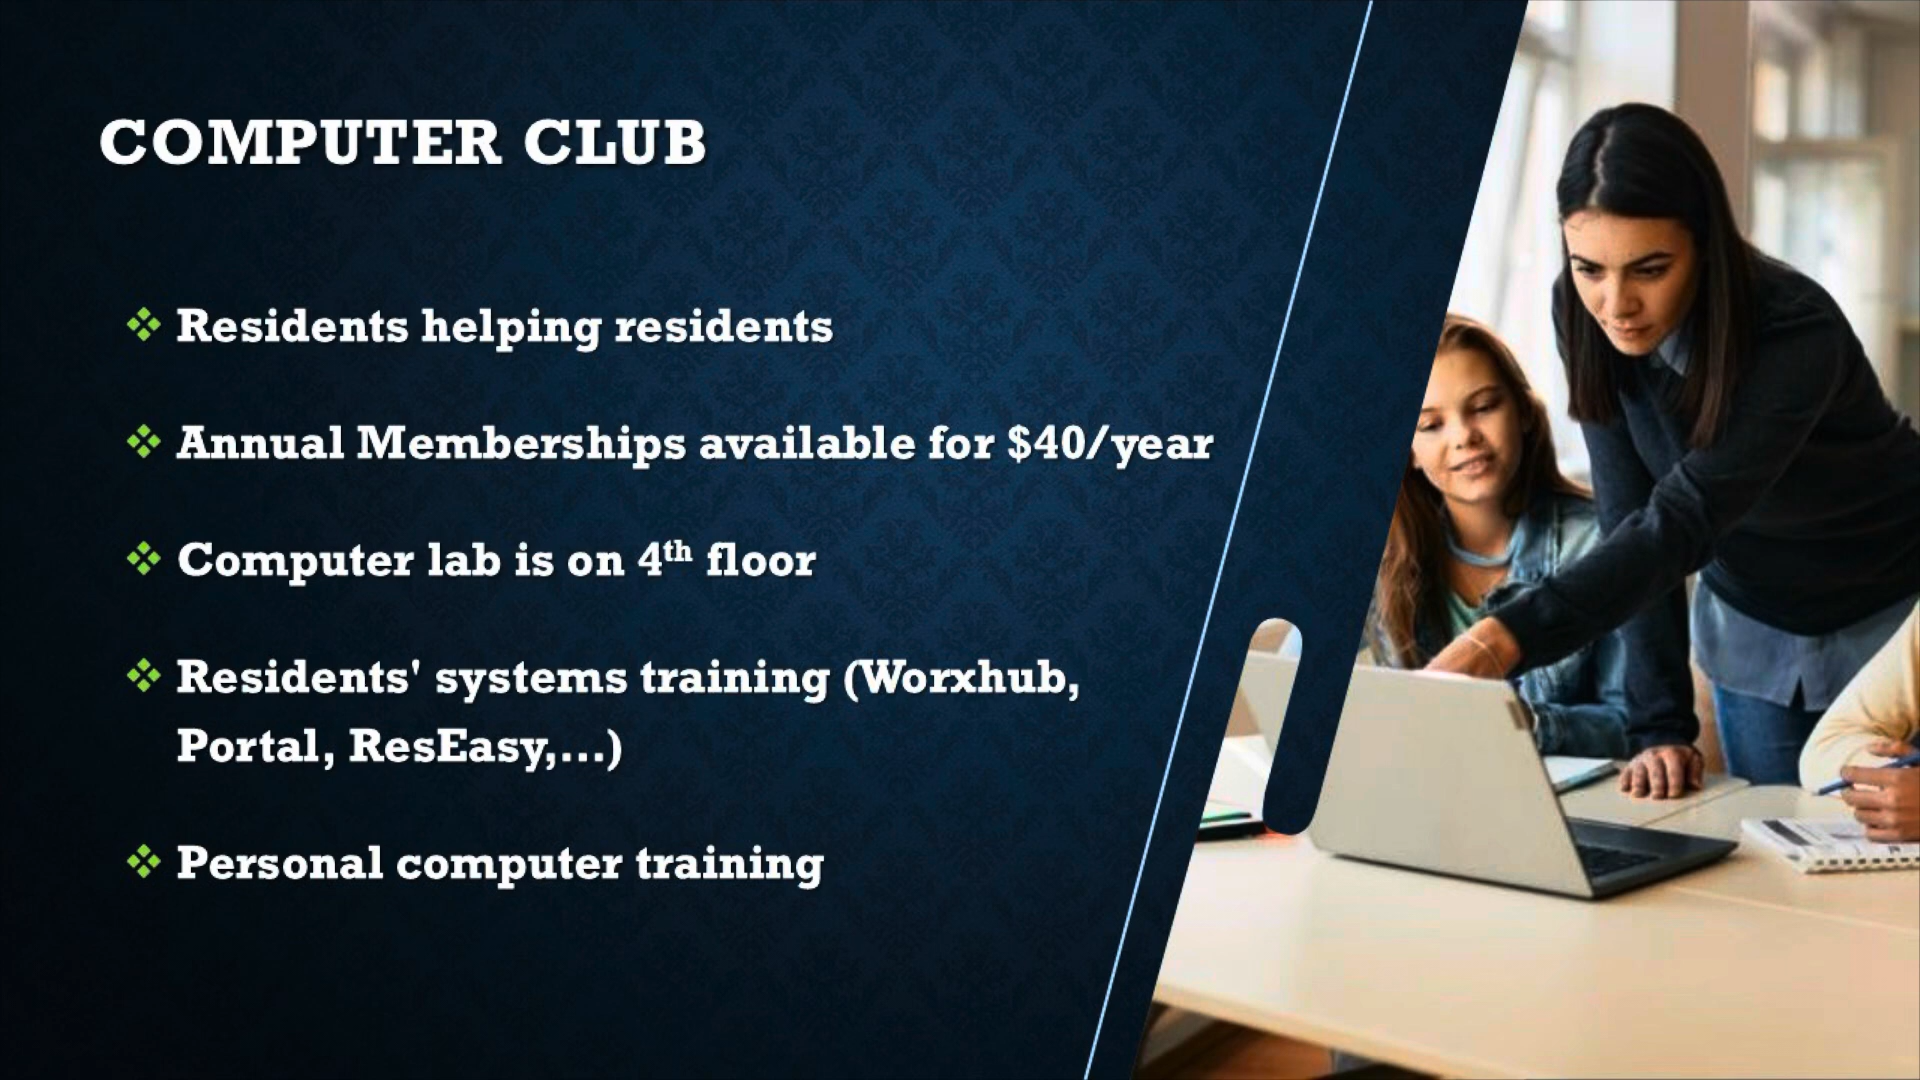 COMPUTER CLUB
Residents helping residents
Annual Memberships available for $40/year
Computer lab is on 4th floor
Residents' systems training (Worxhub,
Portal, ResEasy,...)
Personal computer training